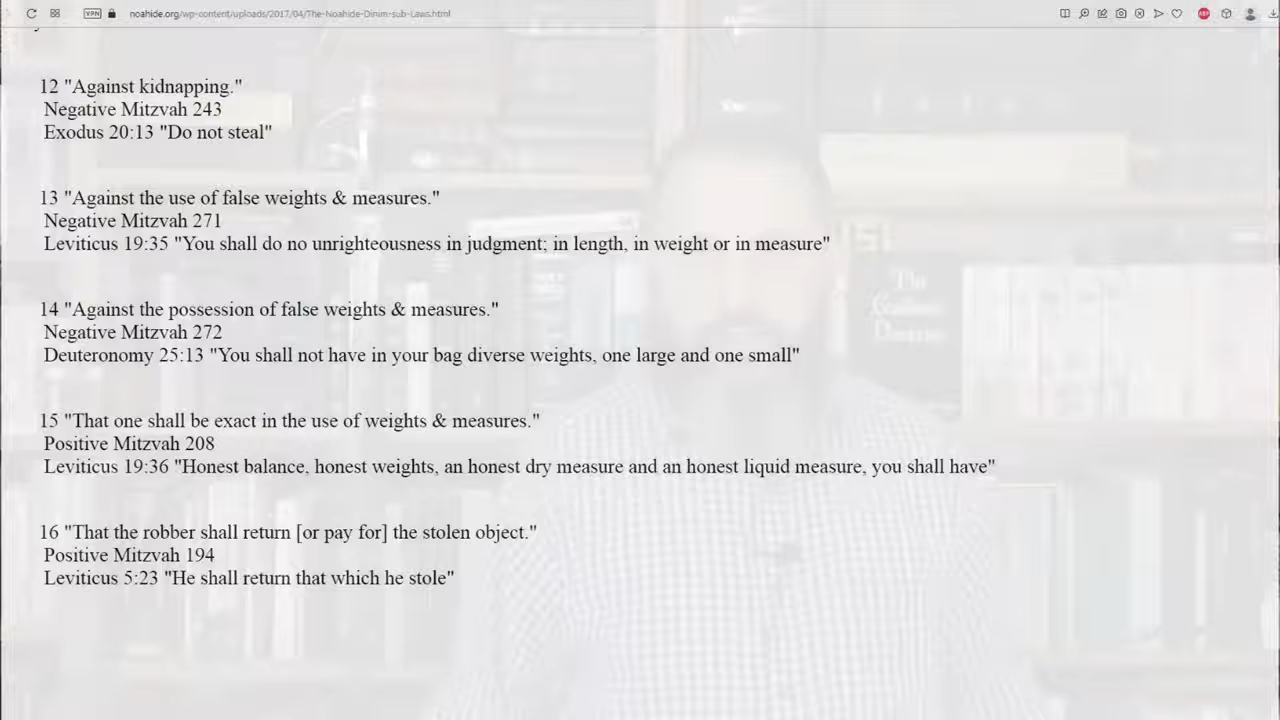 VPN
noahide.org/wp-content/uploads/2017/04/The-Noahide-Dinim-sub-Laws.html
12 "Against kidnapping."
Negative Mitzvah 243
Exodus 20:13 "Do not steal"
13 "Against the use of false weights & measures."
Negative Mitzvah 271
Leviticus 19:35 "You shall do no unrighteousness in judgment; in length, in weight or in measure"
14 "Against the possession of false weights & measures."
Negative Mitzvah 272
Deuteronomy 25:13 "You shall not have in your bag diverse weights, one large and one small"
15 "That one shall be exact in the use of weights & measures."
Positive Mitzvah 208
Leviticus 19:36 "Honest balance, honest weights, an honest dry measure and an honest liquid measure, you shall have"
16 "That the robber shall return [or pay for] the stolen object."
Positive Mitzvah 194
Leviticus 5:23 "He shall return that which he stole"